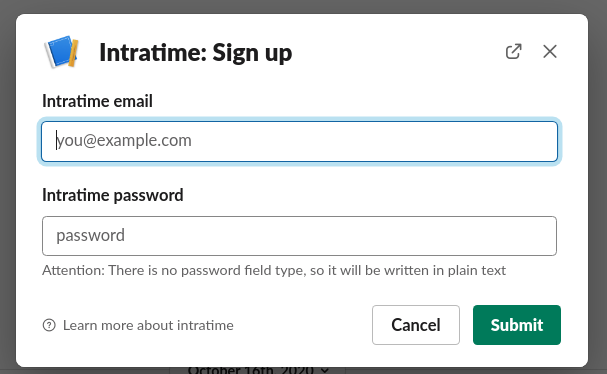 Intratime: Sign up
Intratime email
you@example.com
Intratime password
password
Attention: There is no password field type, so it will be written in plain text
Learn more about intratime
Cancel
Submit
October 16th, 2020